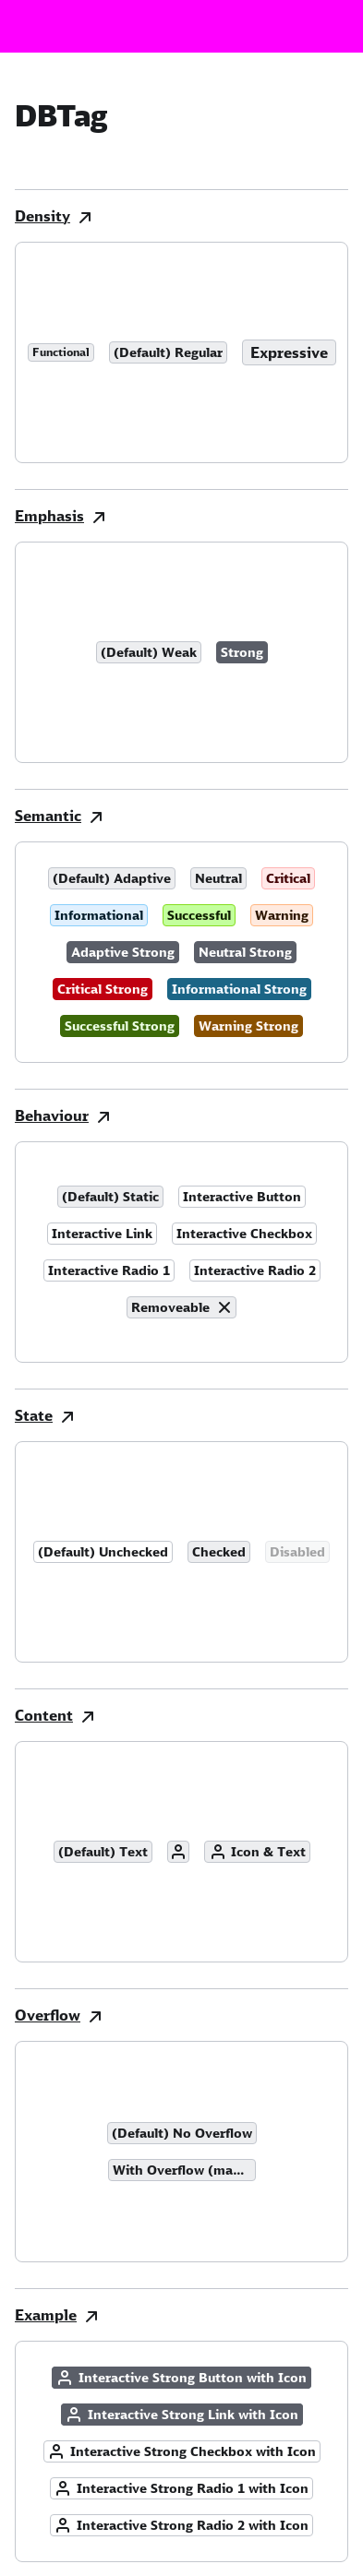 DBTag
Density
Functional (Default) Regular Expressive
Emphasis
(Default) Weak Strong
Semantic
(Default) Adaptive Neutral Critical
Informational Successful Warning
Adaptive Strong Neutral Strong
Critical Strong Informational Strong
Successful Strong Warning Strong
Behaviour
(Default) Static Interactive Button
Interactive Link Interactive Checkbox
Interactive Radio 1 Interactive Radio 2
Removeable
State
(Default) Unchecked Checked Disabled
Content
(Default) Text Icon & Text
Overflow
(Default) No Overflow
With Overflow (ma...
Example
Interactive Strong Button with Icon
Interactive Strong Link with Icon
Interactive Strong Checkbox with Icon
Interactive Strong Radio 1 with Icon
Interactive Strong Radio 2 with Icon